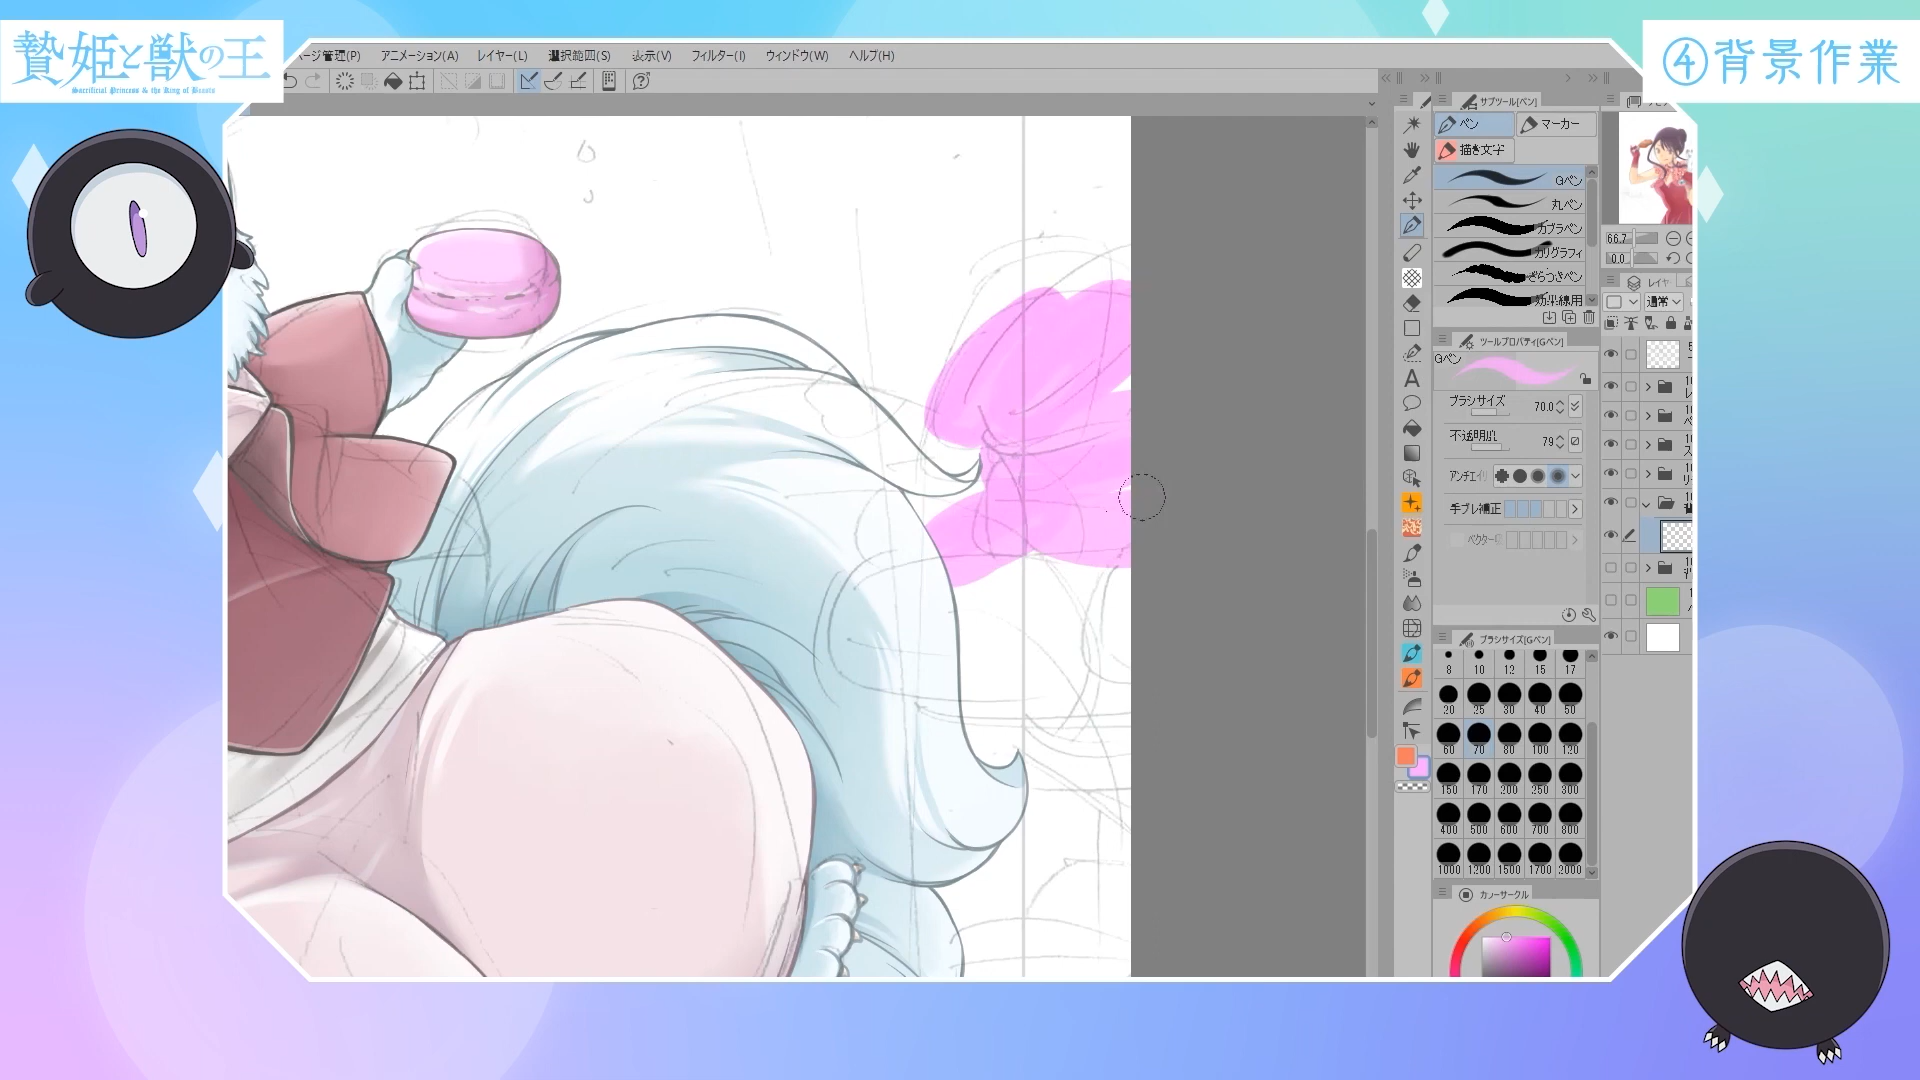 贄姫と獣の王
Sacrificial Princess & the King of Beasts
④背景作業
ページ管理(P) アニメーション(A) レイヤー(L) 選択範囲(S) 表示(V) フィルター(I) ウィンドウ(W) ヘルプ(H)
サブツール[ペン]
ペン
マーカー
描き文字
Gペン
丸ペン
カブラペン
カリグラフィ
ざらつきペン
効果線用
ツールプロパティ[Gペン]
Gペン
ブラシサイズ 70.0
不透明度 79
アンチエイリ
手ブレ補正
ベクター吸
ブラシサイズ[Gペン]
8 10 12 15 17
20 25 30 40 50
60 70 80 100 120
150 170 200 250 300
400 500 600 700 800
1000 1200 1500 1700 2000
カラーサークル
66.7
0.0
レイヤ
通常